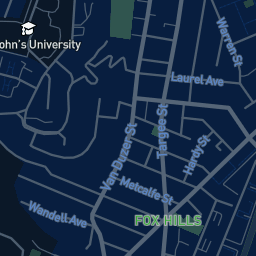 Warren St
ohn's University
Laurel Ave
Van Duzer St
Targee St
Hardy St
Metcalfe St
Wandell Ave
FOX HILLS